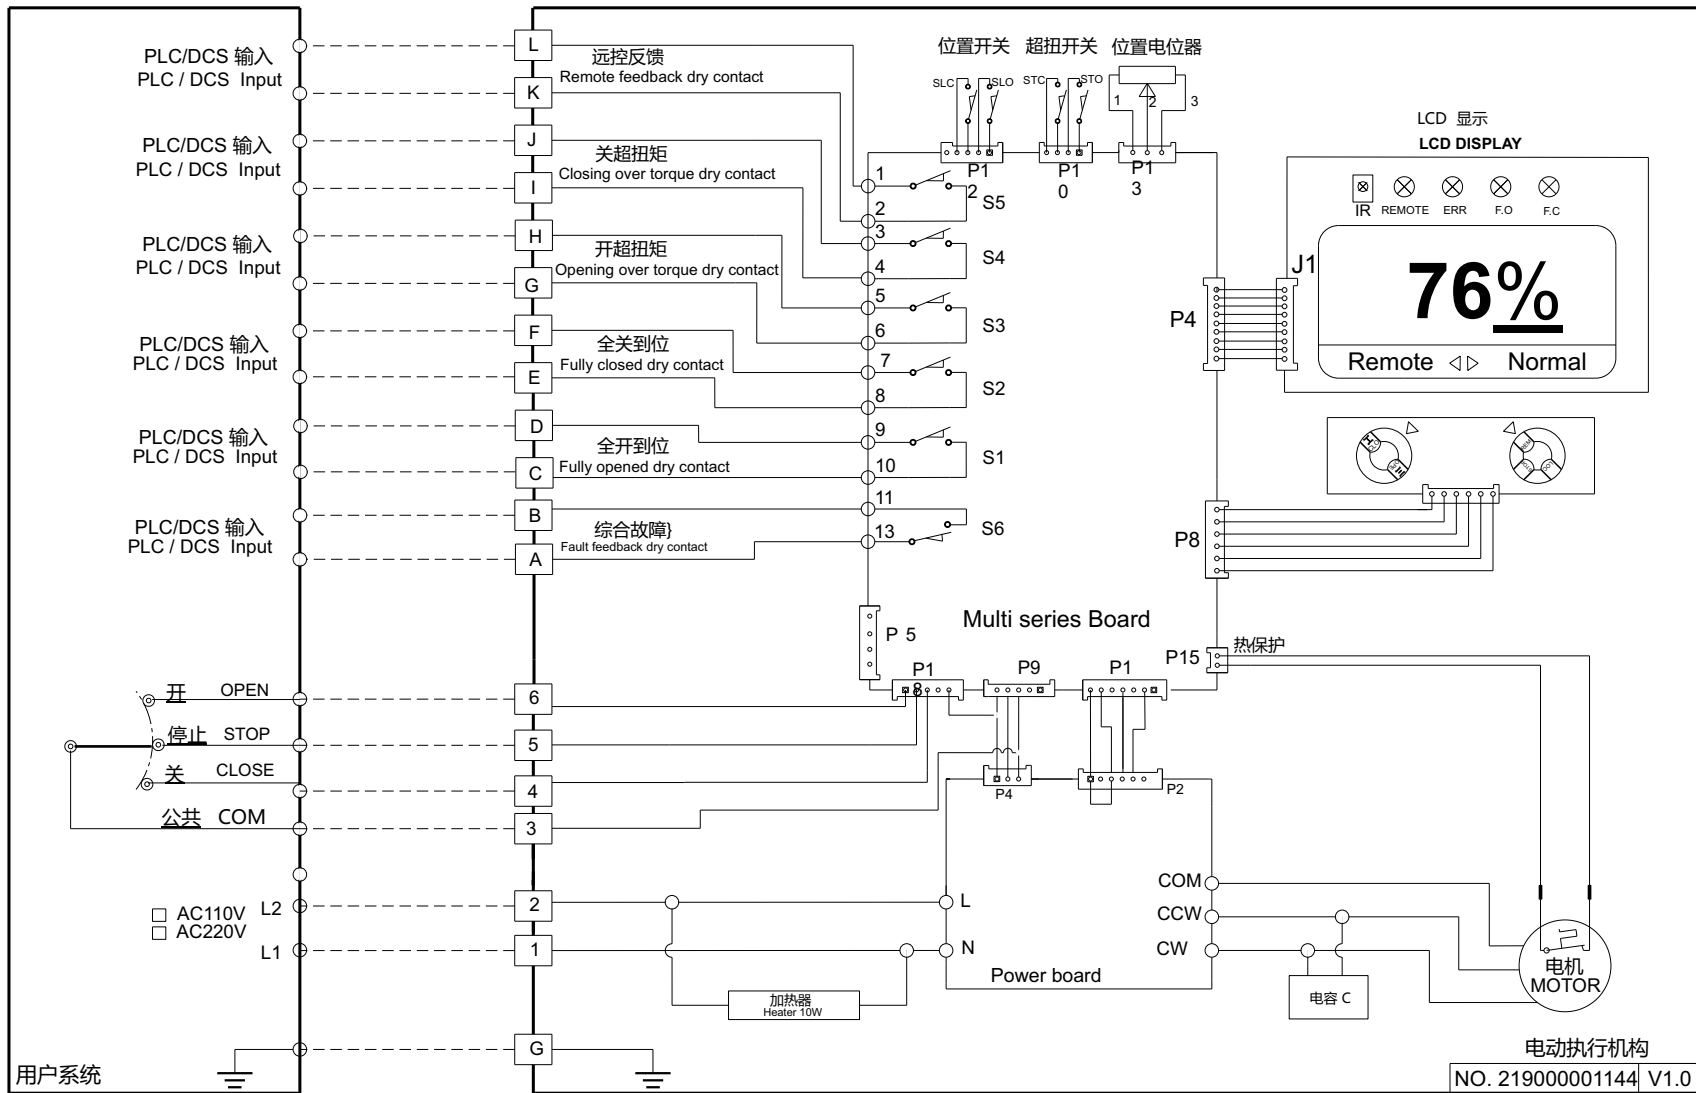 PLC/DCS 输入
PLC / DCS Input
PLC/DCS 输入
PLC / DCS Input
PLC/DCS 输入
PLC / DCS Input
PLC/DCS 输入
PLC / DCS Input
PLC/DCS 输入
PLC / DCS Input
PLC/DCS 输入
PLC / DCS Input
开 OPEN
停止 STOP
关 CLOSE
公共 COM
AC110V
AC220V
L2
L1
用户系统
L
K
J
I
H
G
F
E
D
C
B
A
6
5
4
3
2
1
G
远控反馈
Remote feedback dry contact
关超扭矩
Closing over torque dry contact
开超扭矩
Opening over torque dry contact
全关到位
Fully closed dry contact
全开到位
Fully opened dry contact
综合故障}
Fault feedback dry contact
1
2
3
4
5
6
7
8
9
10
11
13
S5
S4
S3
S2
S1
S6
位置开关 超扭开关 位置电位器
SLC
SLO
STC
STO
1
2
3
P1
2
P1
0
P1
3
LCD 显示
LCD DISPLAY
IR REMOTE ERR F.O F.C
76%
Remote Normal
J1
P4
P8
Multi series Board
P 5
P1
8
P9
P1
P15
热保护
P4
P2
L
N
COM
CCW
CW
Power board
加热器
Heater 10W
电容 C
电机
MOTOR
电动执行机构
NO. 219000001144 V1.0